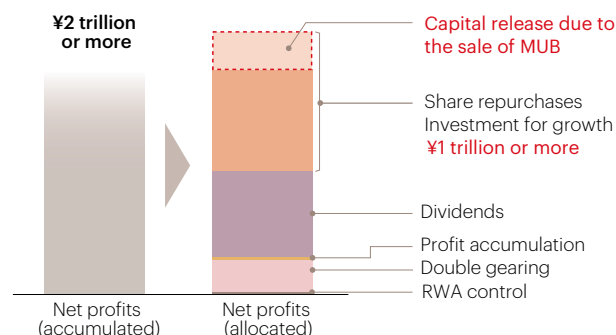 ¥2 trillion
or more
Capital release due to
the sale of MUB
Share repurchases
Investment for growth
¥1 trillion or more
Dividends
Profit accumulation
Double gearing
RWA control
Net profits
(accumulated)
Net profits
(allocated)